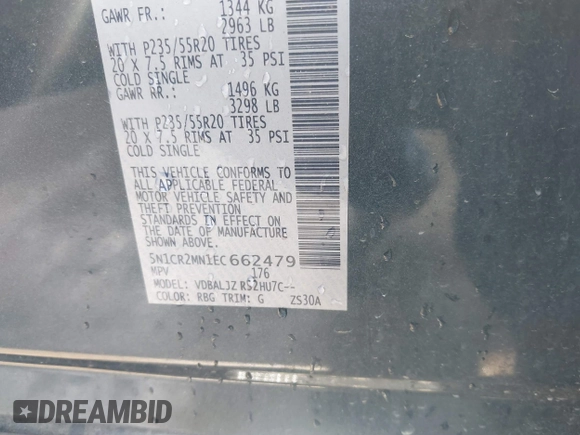 GAWR FR.: 1344 KG
2963 LB
WITH P235/55R20 TIRES
20 X 7.5 RIMS AT 35 PSI
COLD SINGLE
GAWR RR.: 1496 KG
3298 LB
WITH P235/55R20 TIRES
20 X 7.5 RIMS AT 35 PSI
COLD SINGLE
THIS VEHICLE CONFORMS TO
ALL APPLICABLE FEDERAL
MOTOR VEHICLE SAFETY AND
THEFT PREVENTION
STANDARDS IN EFFECT ON
THE DATE OF MANUFACTURE
SHOWN ABOVE.
5N1CR2MN1EC662479
MPV 176
MODEL: VDBALJZ RS2HU7C--
COLOR: RBG TRIM: G ZS30A
DREAMBID